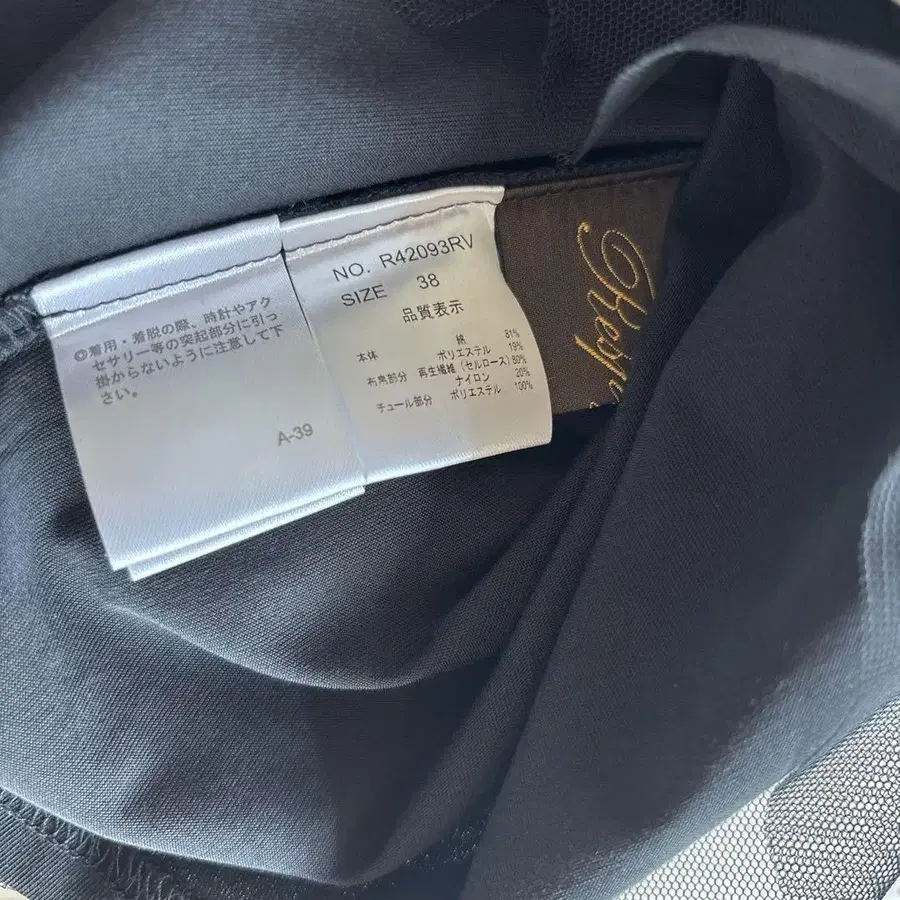 ◎着用・着脱の際、時計やアク
セサリー等の突起部分に引っ
掛からないように注意して下
さい。
A-39
NO. R42093RV
SIZE 38
品質表示
本体 綿 81%
ポリエステル 19%
布帛部分 再生繊維(セルロース) 80%
ナイロン 20%
チュール部分 ポリエステル 100%